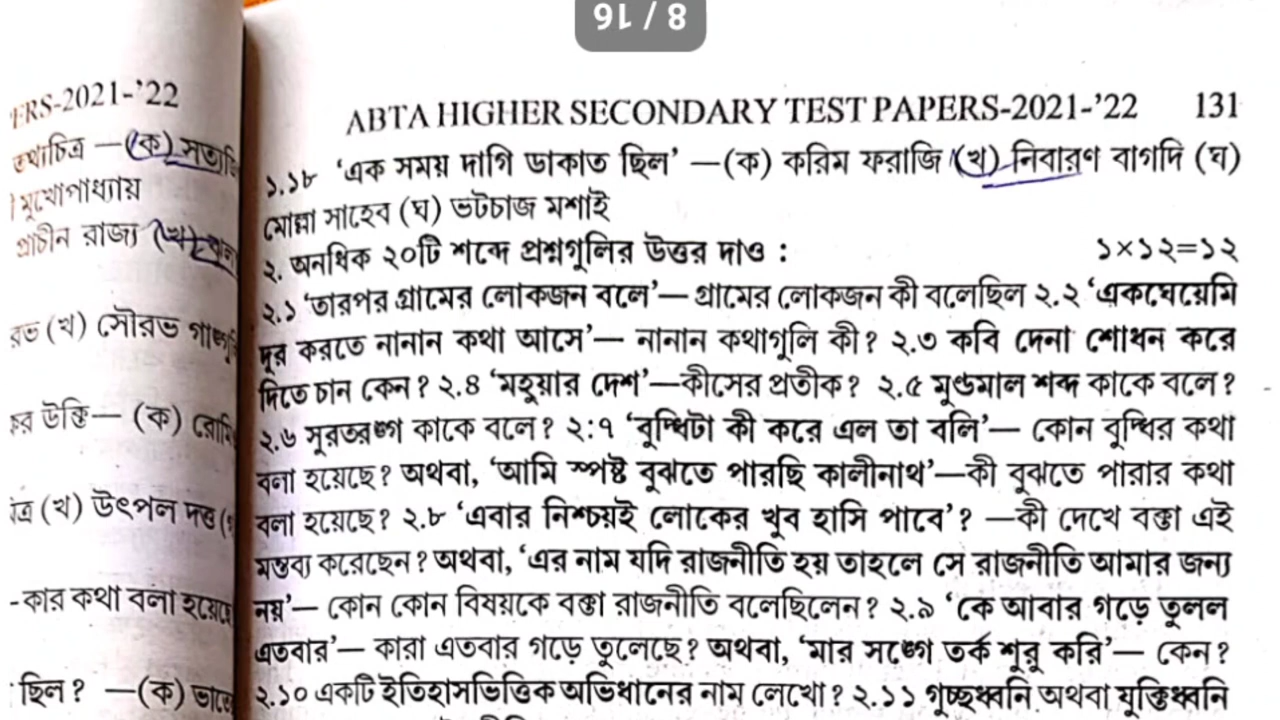 8 / 16
ERS-2021-'22
তথ্যচিত্র —(ক) সত্যজি
মুখোপাধ্যায়
প্রাচীন রাজ্য (খ)
রভ (খ) সৌরভ গাঙ্গুলি
উক্তি— (ক) রোমি
ত্র (খ) উৎপল দত্ত (
-কার কথা বলা হয়েছে
ছিল ? —(ক) ভাতে
ABTA HIGHER SECONDARY TEST PAPERS-2021-'22 131
১.১৮ ‘এক সময় দাগি ডাকাত ছিল’ —(ক) করিম ফরাজি (খ) নিবারণ বাগদি (ঘ)
মোল্লা সাহেব (ঘ) ভটচাজ মশাই
২. অনধিক ২০টি শব্দে প্রশ্নগুলির উত্তর দাও : ১×১২=১২
২.১ ‘তারপর গ্রামের লোকজন বলে’— গ্রামের লোকজন কী বলেছিল ২.২ ‘একঘেয়েমি
দূর করতে নানান কথা আসে’— নানান কথাগুলি কী? ২.৩ কবি দেনা শোধন করে
দিতে চান কেন? ২.৪ ‘মহুয়ার দেশ’—কীসের প্রতীক? ২.৫ মুণ্ডমাল শব্দ কাকে বলে?
২.৬ সুরতরঙ্গ কাকে বলে? ২:৭ ‘বুদ্ধিটা কী করে এল তা বলি’— কোন বুদ্ধির কথা
বলা হয়েছে? অথবা, ‘আমি স্পষ্ট বুঝতে পারছি কালীনাথ’—কী বুঝতে পারার কথা
বলা হয়েছে? ২.৮ ‘এবার নিশ্চয়ই লোকের খুব হাসি পাবে’? —কী দেখে বক্তা এই
মন্তব্য করেছেন? অথবা, ‘এর নাম যদি রাজনীতি হয় তাহলে সে রাজনীতি আমার জন্য
নয়’— কোন কোন বিষয়কে বক্তা রাজনীতি বলেছিলেন? ২.৯ ‘কে আবার গড়ে তুলল
এতবার’— কারা এতবার গড়ে তুলেছে? অথবা, ‘মার সঙ্গে তর্ক শুরু করি’— কেন?
২.১০ একটি ইতিহাসভিত্তিক অভিধানের নাম লেখো? ২.১১ গুচ্ছধ্বনি অথবা যুক্তিধ্বনি